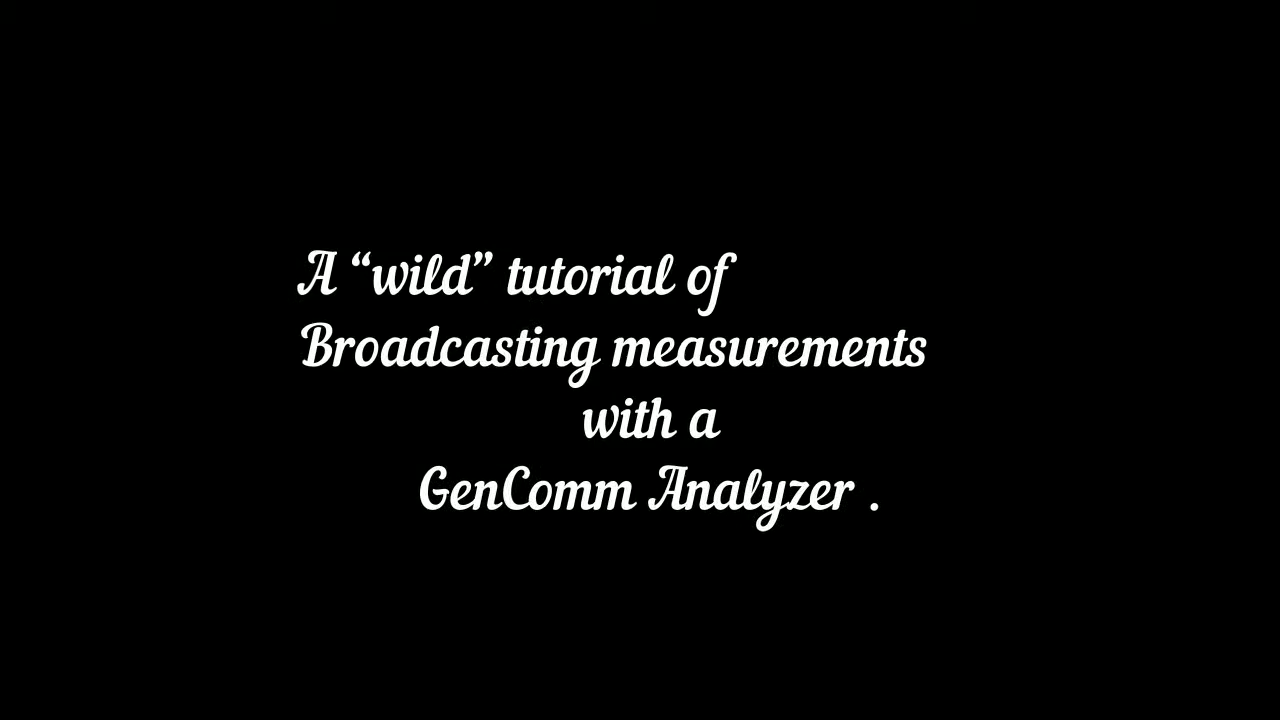 A “wild” tutorial of
Broadcasting measurements
with a
GenComm Analyzer .